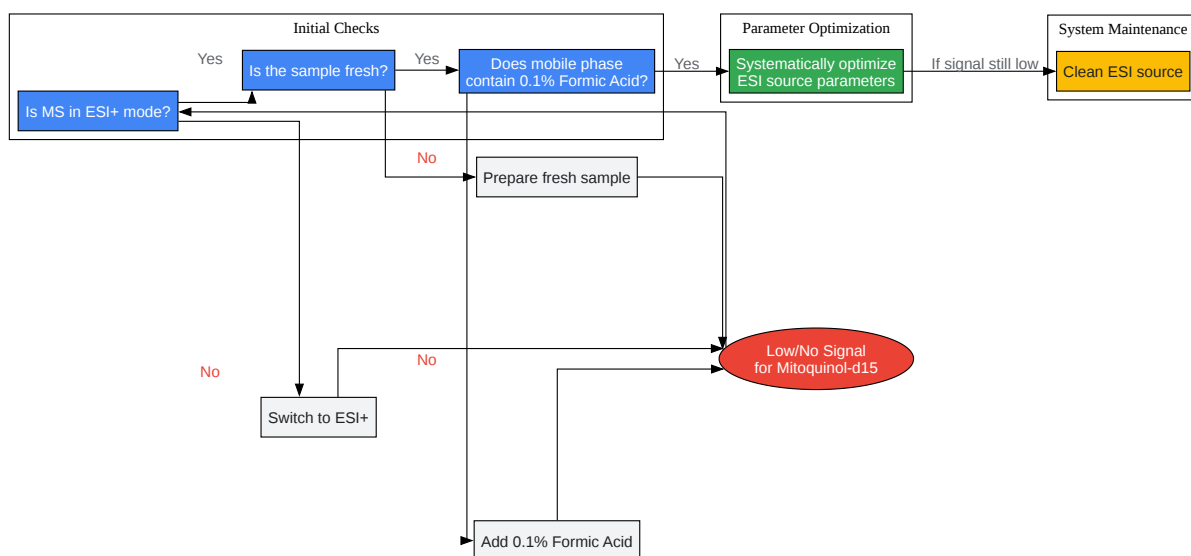 Initial Checks
Parameter Optimization
System Maintenance
Yes
Is the sample fresh?
Yes
Does mobile phase
contain 0.1% Formic Acid?
Yes
Systematically optimize
ESI source parameters
If signal still low
Clean ESI source
Is MS in ESI+ mode?
No
Prepare fresh sample
No
No
Low/No Signal
for Mitoquinol-d15
Switch to ESI+
Add 0.1% Formic Acid